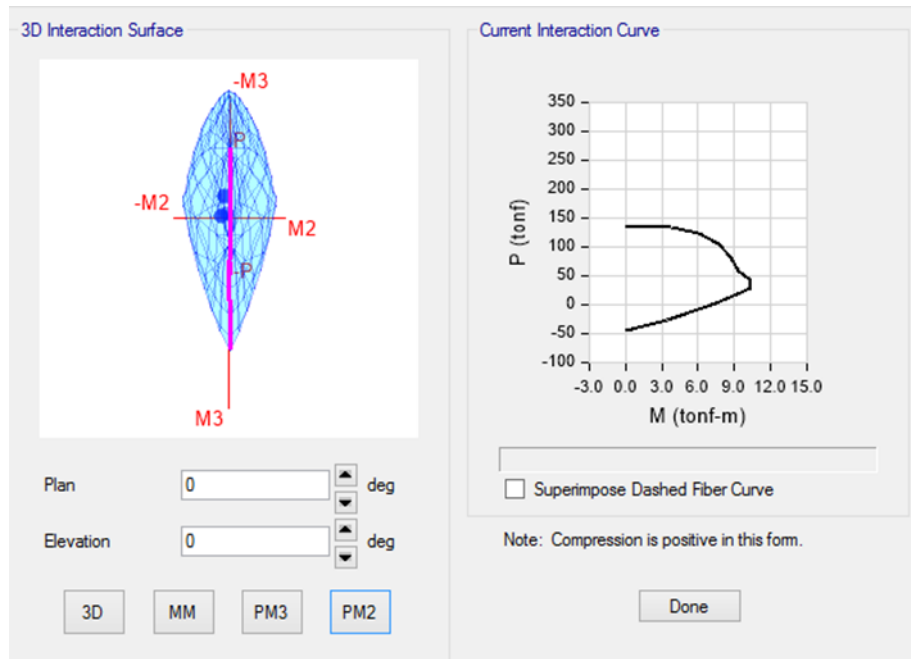 3D Interaction Surface
-M3
P
-M2
M2
-P
M3
Plan
0
deg
Elevation
0
deg
3D
MM
PM3
PM2
Current Interaction Curve
350
300
250
200
150
100
50
0
-50
-100
P (tonf)
-3.0 0.0 3.0 6.0 9.0 12.0 15.0
M (tonf-m)
Superimpose Dashed Fiber Curve
Note: Compression is positive in this form.
Done